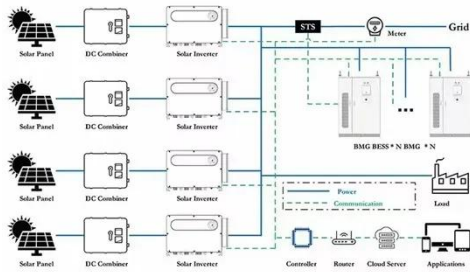 STS
Meter
Grid
Solar Panel
DC Combiner
Solar Inverter
Solar Panel
DC Combiner
Solar Inverter
BMG BESS * N BMG * N
Solar Panel
DC Combiner
Solar Inverter
Load
Power
Communication
Solar Panel
DC Combiner
Solar Inverter
Controller
Router
Cloud Server
Applications